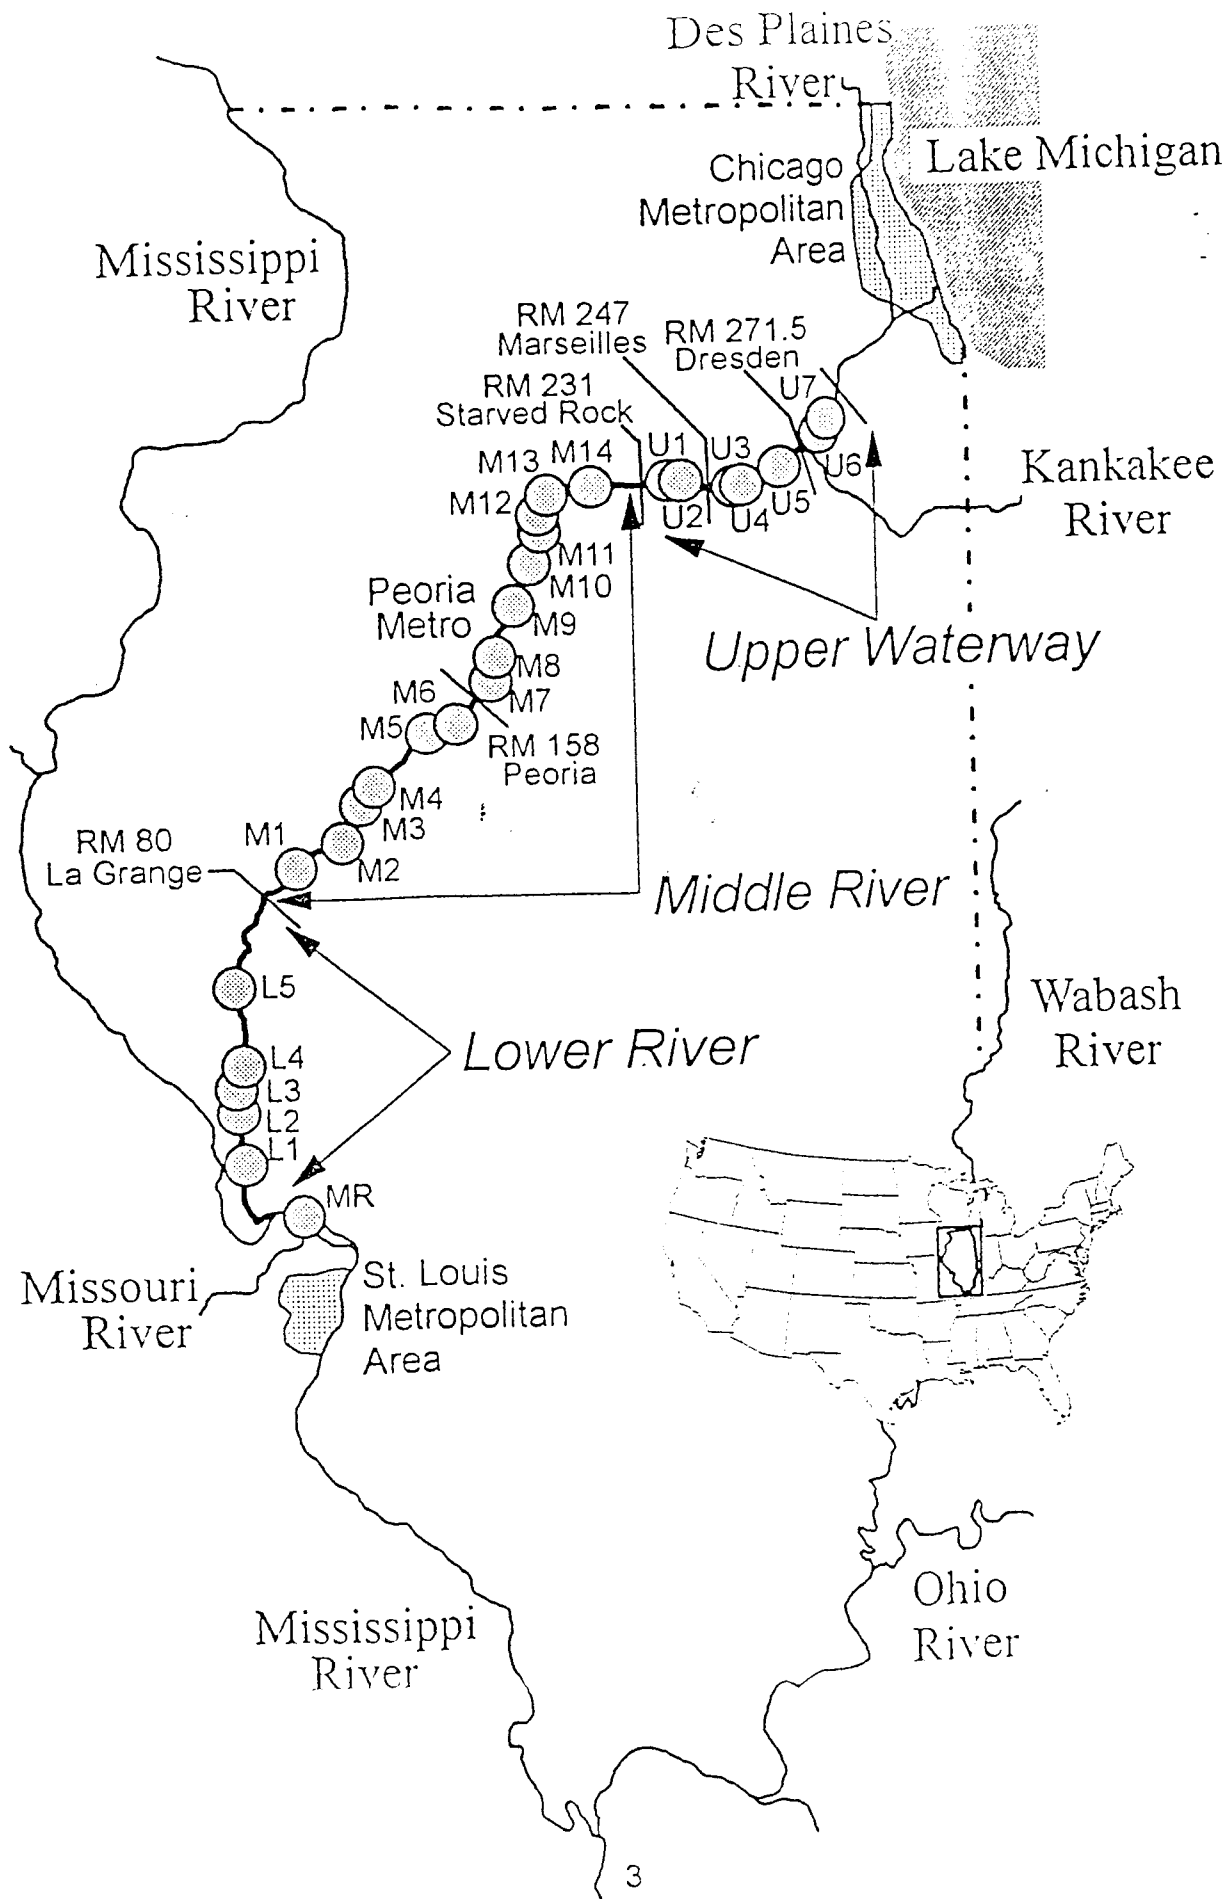 Des Plaines
River
Lake Michigan
Chicago
Metropolitan
Area
Mississippi
River
RM 247
Marseilles
RM 271.5
Dresden
RM 231
Starved Rock
U7
U1
U3
M14
M13
M12
U6
U5
U2
U4
Kankakee
River
M11
M10
Peoria
Metro
M9
Upper Waterway
M8
M7
M6
M5
RM 158
Peoria
M4
M3
M1
M2
RM 80
La Grange
Middle River
L5
Wabash
River
Lower River
L4
L3
L2
L1
MR
Missouri
River
St. Louis
Metropolitan
Area
Ohio
River
Mississippi
River
3